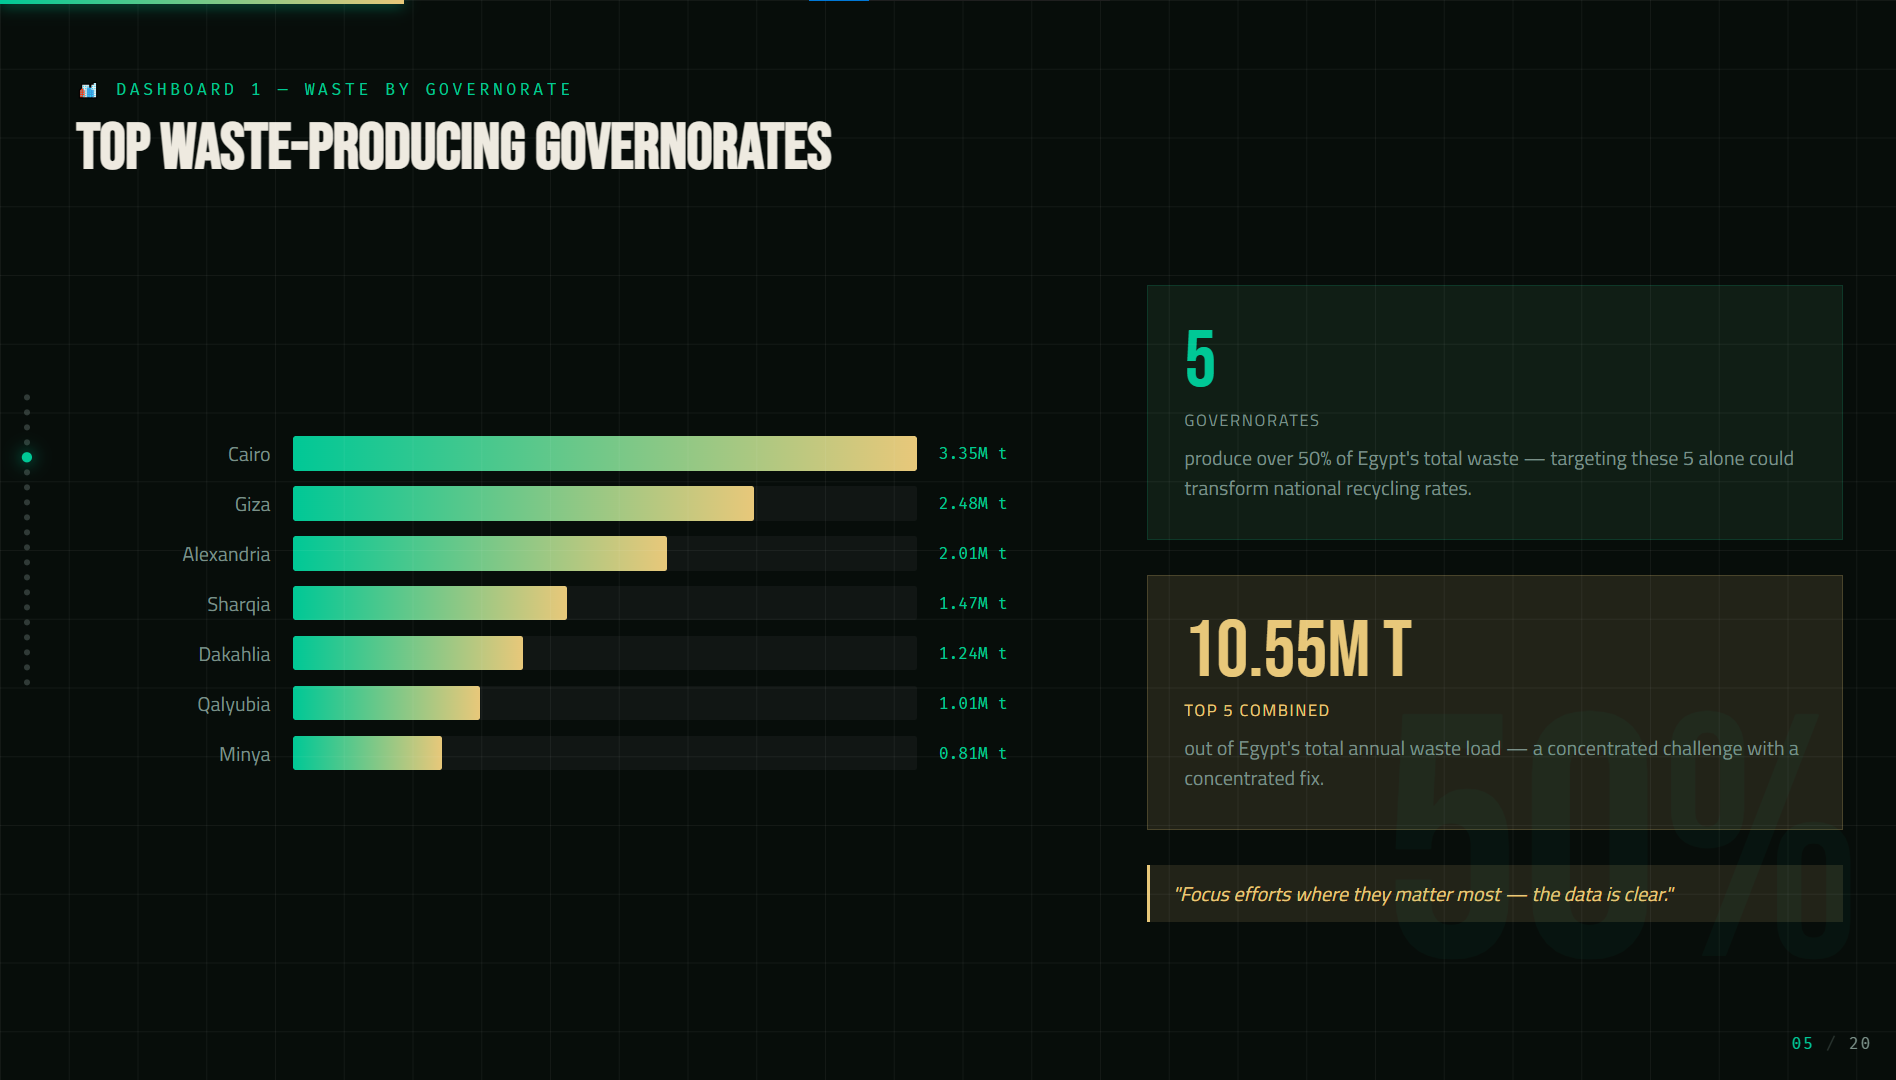 DASHBOARD 1 — WASTE BY GOVERNORATE
TOP WASTE-PRODUCING GOVERNORATES
Cairo 3.35M t
Giza 2.48M t
Alexandria 2.01M t
Sharqia 1.47M t
Dakahlia 1.24M t
Qalyubia 1.01M t
Minya 0.81M t
5
GOVERNORATES
produce over 50% of Egypt's total waste — targeting these 5 alone could
transform national recycling rates.
10.55M T
TOP 5 COMBINED
out of Egypt's total annual waste load — a concentrated challenge with a
concentrated fix.
"Focus efforts where they matter most — the data is clear."
50%
05 / 20